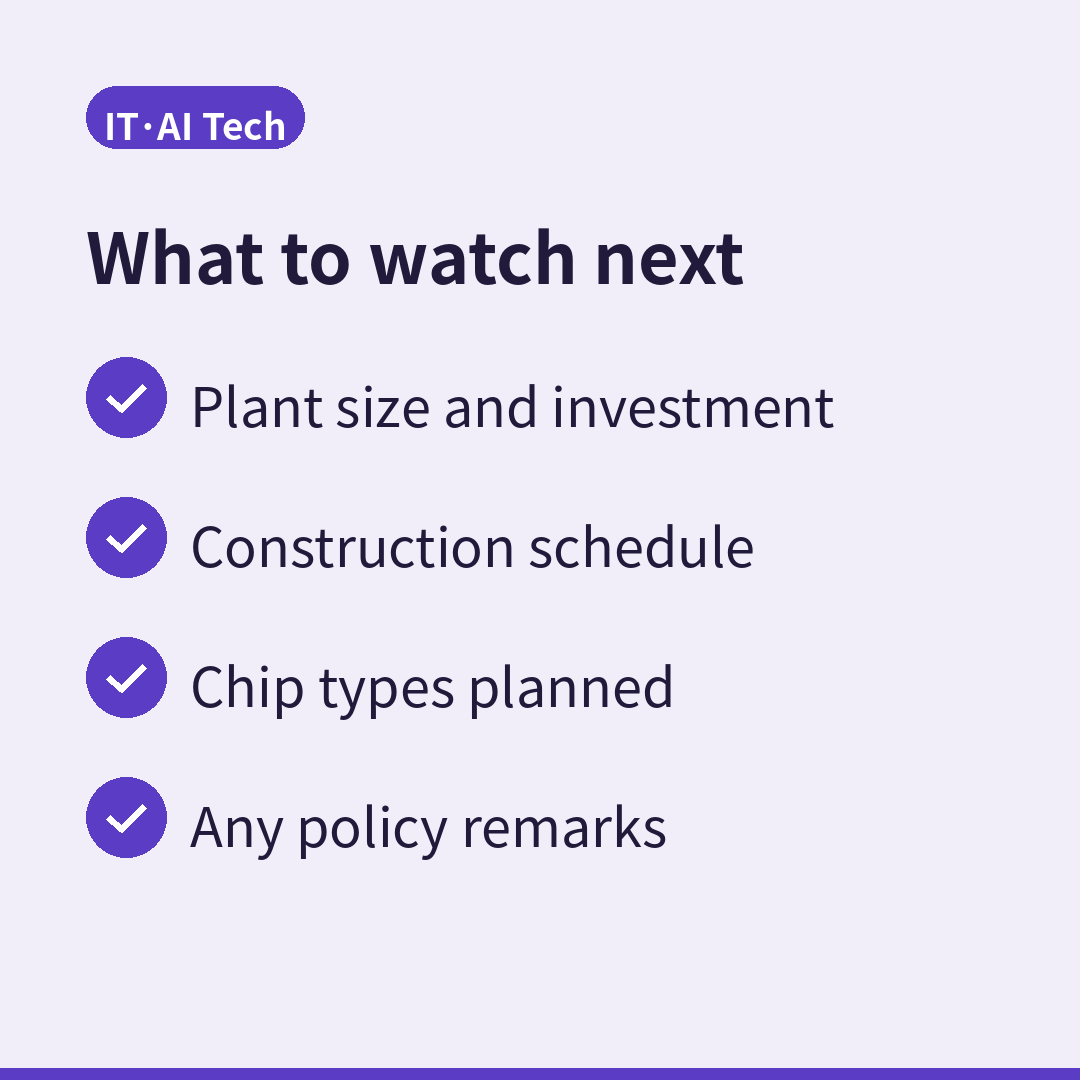 IT·AI Tech
What to watch next
Plant size and investment
Construction schedule
Chip types planned
Any policy remarks